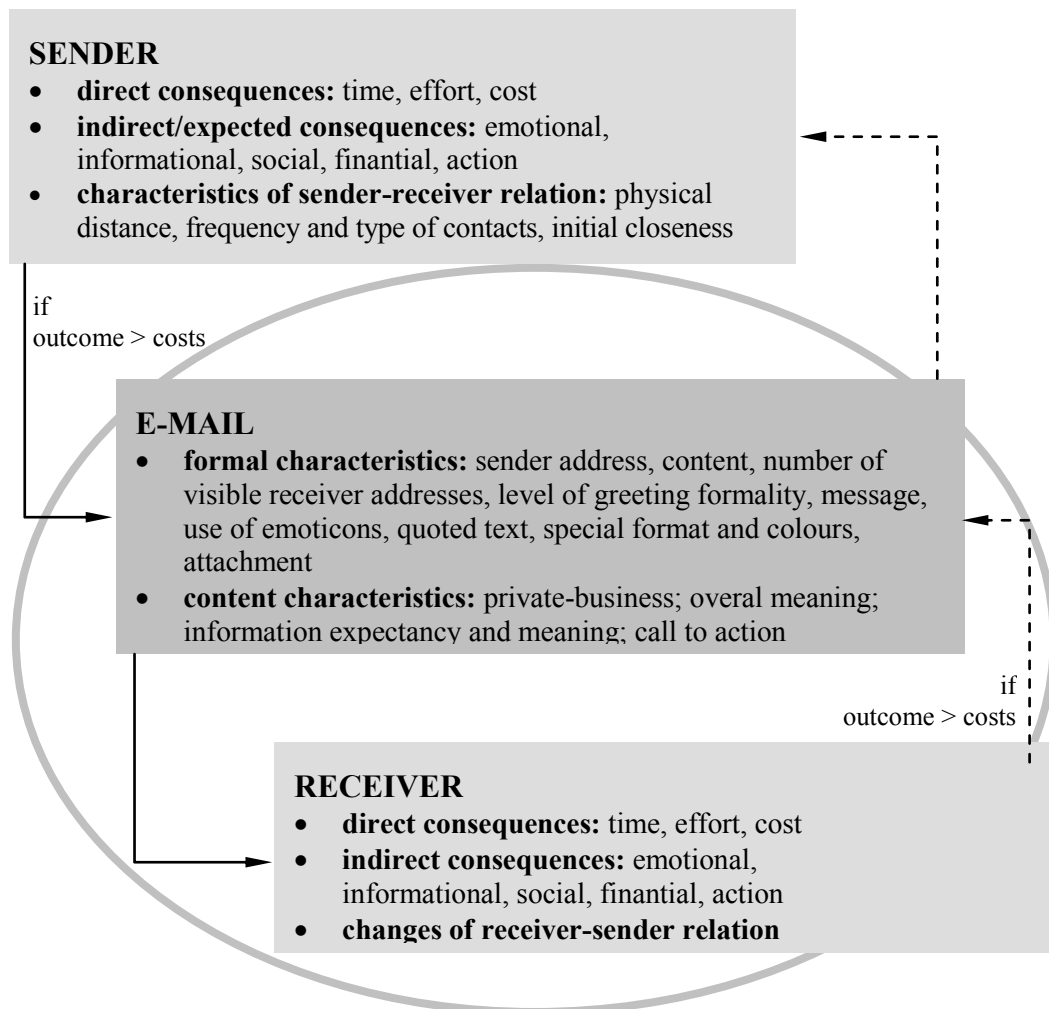 SENDER
• direct consequences: time, effort, cost
• indirect/expected consequences: emotional,
informational, social, finantial, action
• characteristics of sender-receiver relation: physical
distance, frequency and type of contacts, initial closeness
if
outcome > costs
E-MAIL
• formal characteristics: sender address, content, number of
visible receiver addresses, level of greeting formality, message,
use of emoticons, quoted text, special format and colours,
attachment
• content characteristics: private-business; overal meaning;
information expectancy and meaning; call to action
if
outcome > costs
RECEIVER
• direct consequences: time, effort, cost
• indirect consequences: emotional,
informational, social, finantial, action
• changes of receiver-sender relation